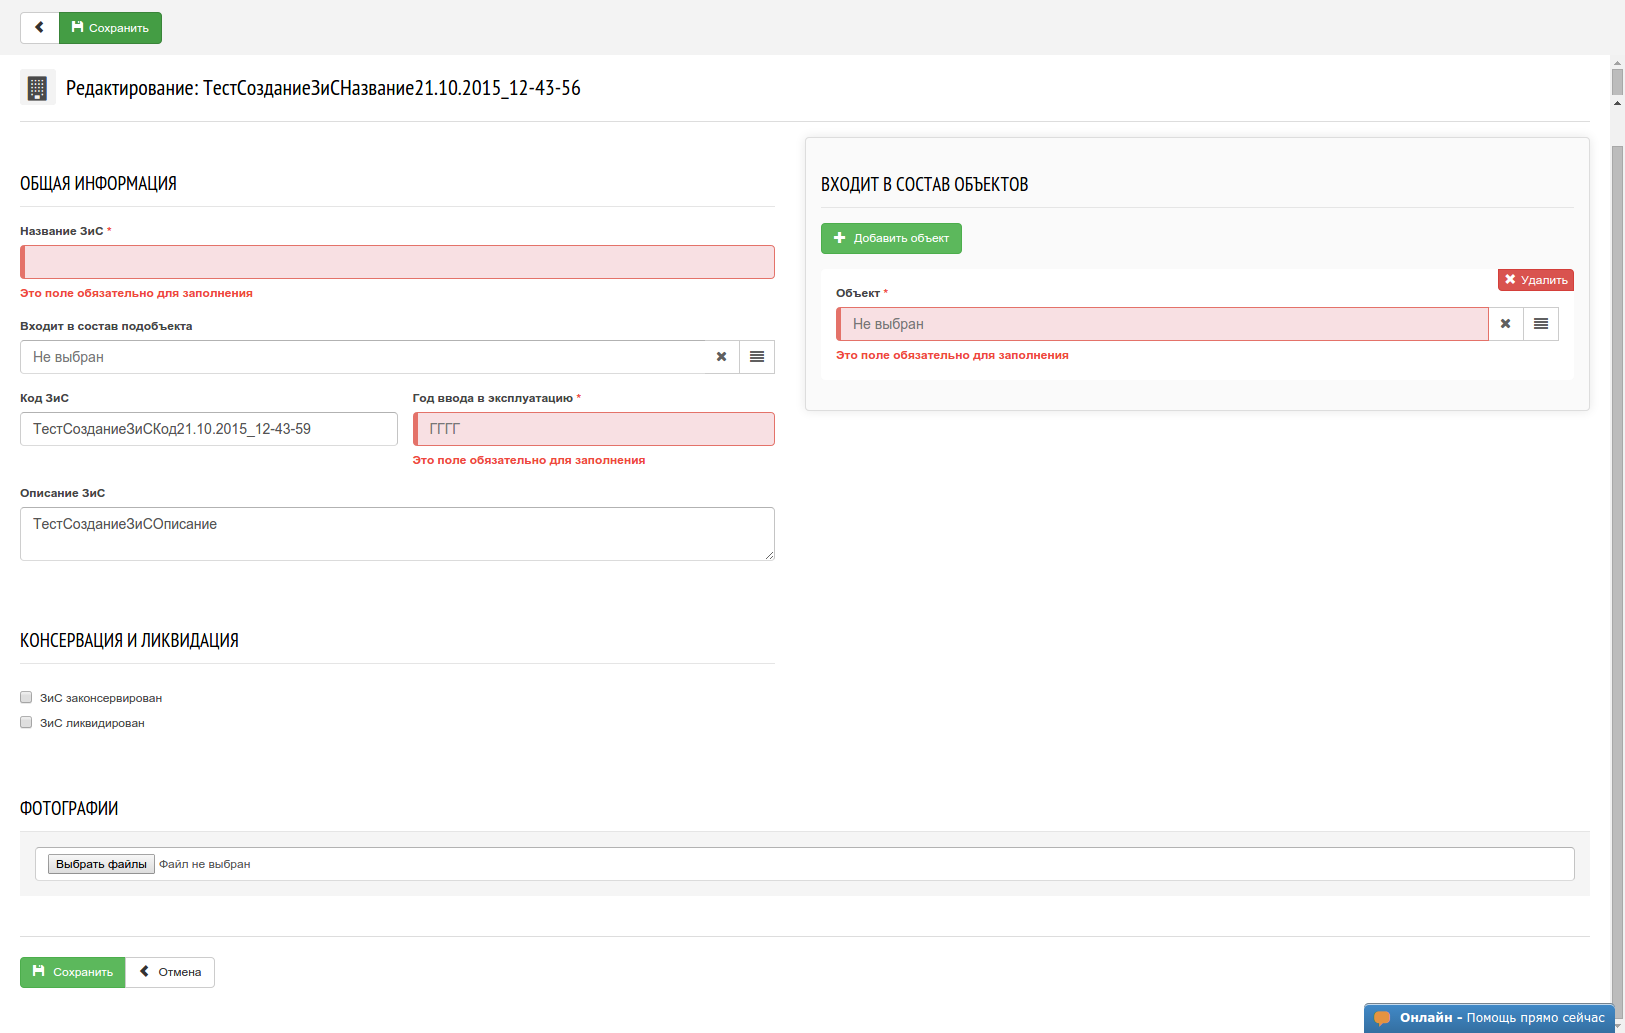 Сохранить
Редактирование: ТестСозданиеЗиСНазвание21.10.2015_12-43-56
ОБЩАЯ ИНФОРМАЦИЯ
Название ЗиС *
Это поле обязательно для заполнения
Входит в состав подобъекта
Не выбран
Код ЗиС
ТестСозданиеЗиСКод21.10.2015_12-43-59
Год ввода в эксплуатацию *
ГГГГ
Это поле обязательно для заполнения
Описание ЗиС
ТестСозданиеЗиСОписание
КОНСЕРВАЦИЯ И ЛИКВИДАЦИЯ
ЗиС законсервирован
ЗиС ликвидирован
ВХОДИТ В СОСТАВ ОБЪЕКТОВ
Добавить объект
Удалить
Объект *
Не выбран
Это поле обязательно для заполнения
ФОТОГРАФИИ
Выбрать файлы Файл не выбран
Сохранить Отмена
Онлайн - Помощь прямо сейчас